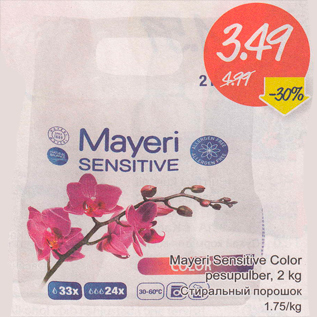 3.49
4.99
-30%
Mayeri
SENSITIVE
COLOR
33x
24x
30-60°C
Mayeri Sensitive Color
pesupulber, 2 kg
Стиральный порошок
1.75/kg